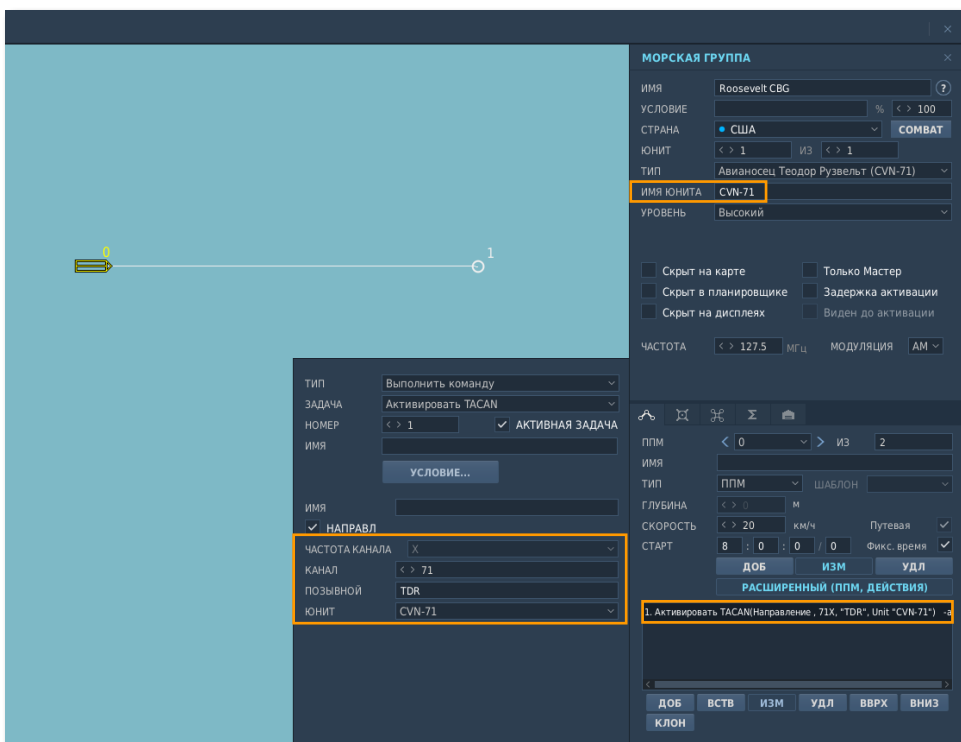 МОРСКАЯ ГРУППА
ИМЯ Roosevelt CBG ?
УСЛОВИЕ % < > 100
СТРАНА США COMBAT
ЮНИТ < > 1 ИЗ < > 1
ТИП Авианосец Теодор Рузвельт (CVN-71)
ИМЯ ЮНИТА CVN-71
УРОВЕНЬ Высокий
0
1
Скрыт на карте Только Мастер
Скрыт в планировщике Задержка активации
Скрыт на дисплеях Виден до активации
ЧАСТОТА < > 127.5 МГц МОДУЛЯЦИЯ AM
ТИП Выполнить команду
ЗАДАЧА Активировать TACAN
НОМЕР < > 1 АКТИВНАЯ ЗАДАЧА
ИМЯ
УСЛОВИЕ...
ИМЯ
НАПРАВЛ
ЧАСТОТА КАНАЛА X
КАНАЛ < > 71
ПОЗЫВНОЙ TDR
ЮНИТ CVN-71
Σ
ППМ < 0 > ИЗ 2
ИМЯ
ТИП ППМ ШАБЛОН
ГЛУБИНА < > 0 М
СКОРОСТЬ < > 20 км/ч Путевая
СТАРТ 8 : 0 : 0 / 0 Фикс. время
ДОБ ИЗМ УДЛ
РАСШИРЕННЫЙ (ППМ, ДЕЙСТВИЯ)
1. Активировать TACAN(Направление , 71X, "TDR", Unit "CVN-71") -a
ДОБ ВСТВ ИЗМ УДЛ ВВРХ ВНИЗ
КЛОН